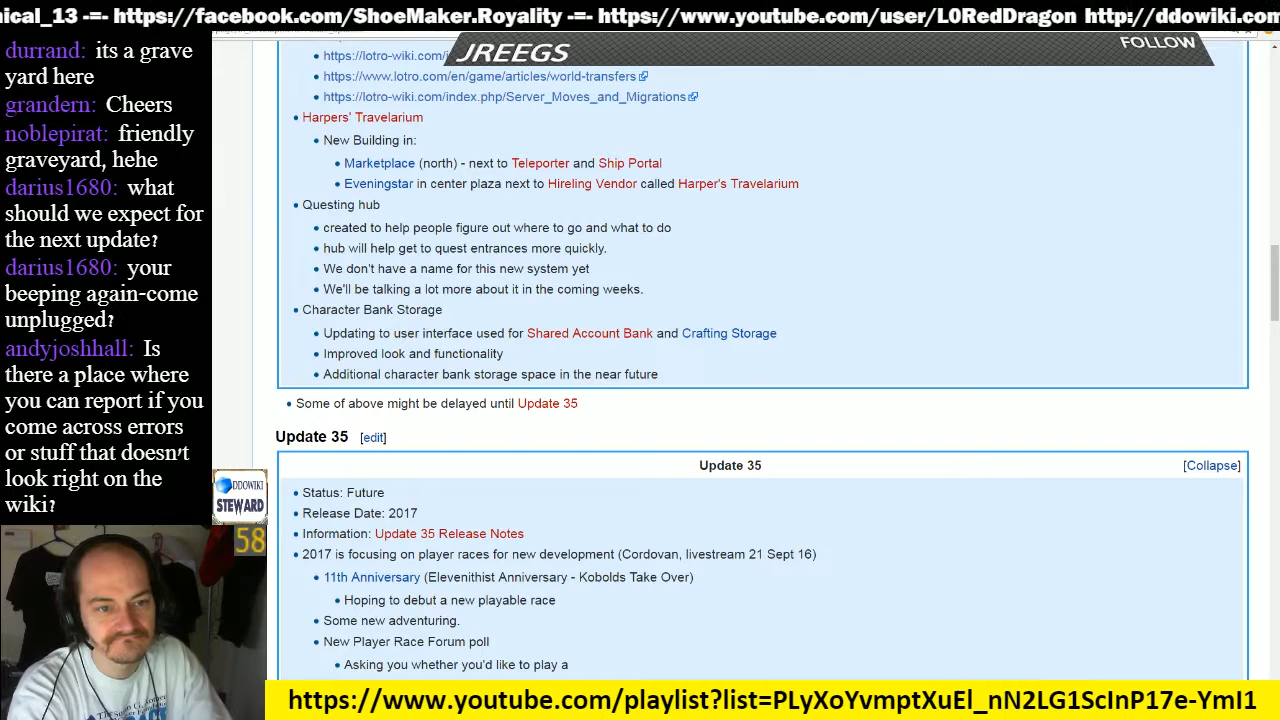 nical_13 -=- https://facebook.com/ShoeMaker.Royality -=- https://www.youtube.com/user/L0RedDragon http://ddowiki.com
durrand: its a grave
yard here
grandern: Cheers
noblepirat: friendly
graveyard, hehe
darius1680: what
should we expect for
the next update?
darius1680: your
beeping again-come
unplugged?
andyjoshhall: Is
there a place where
you can report if you
come across errors
or stuff that doesn't
look right on the
wiki?
DDOWIKI
STEWARD
58
JREEGS
FOLLOW
https://lotro-wiki.com/i
https://www.lotro.com/en/game/articles/world-transfers
https://lotro-wiki.com/index.php/Server_Moves_and_Migrations
Harpers' Travelarium
New Building in:
Marketplace (north) - next to Teleporter and Ship Portal
Eveningstar in center plaza next to Hireling Vendor called Harper's Travelarium
Questing hub
created to help people figure out where to go and what to do
hub will help get to quest entrances more quickly.
We don't have a name for this new system yet
We'll be talking a lot more about it in the coming weeks.
Character Bank Storage
Updating to user interface used for Shared Account Bank and Crafting Storage
Improved look and functionality
Additional character bank storage space in the near future
Some of above might be delayed until Update 35
Update 35 [edit]
Update 35 [Collapse]
Status: Future
Release Date: 2017
Information: Update 35 Release Notes
2017 is focusing on player races for new development (Cordovan, livestream 21 Sept 16)
11th Anniversary (Elevenithist Anniversary - Kobolds Take Over)
Hoping to debut a new playable race
Some new adventuring.
New Player Race Forum poll
Asking you whether you'd like to play a
https://www.youtube.com/playlist?list=PLyXoYvmptXuEl_nN2LG1ScInP17e-YmI1